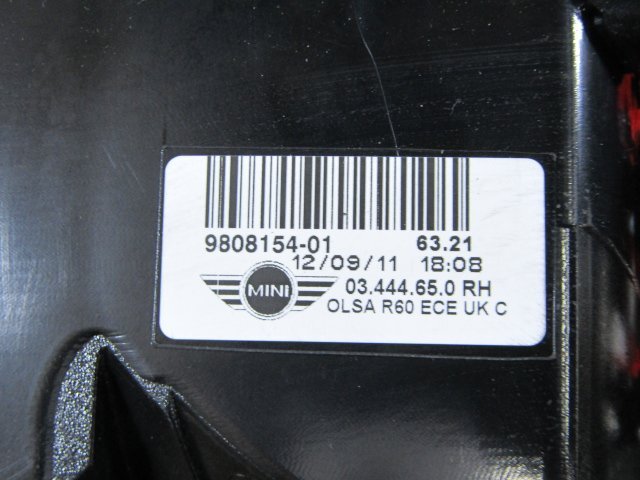 9808154-01 63.21
12/09/11 18:08
MINI 03.444.65.0 RH
OLSA R60 ECE UK C